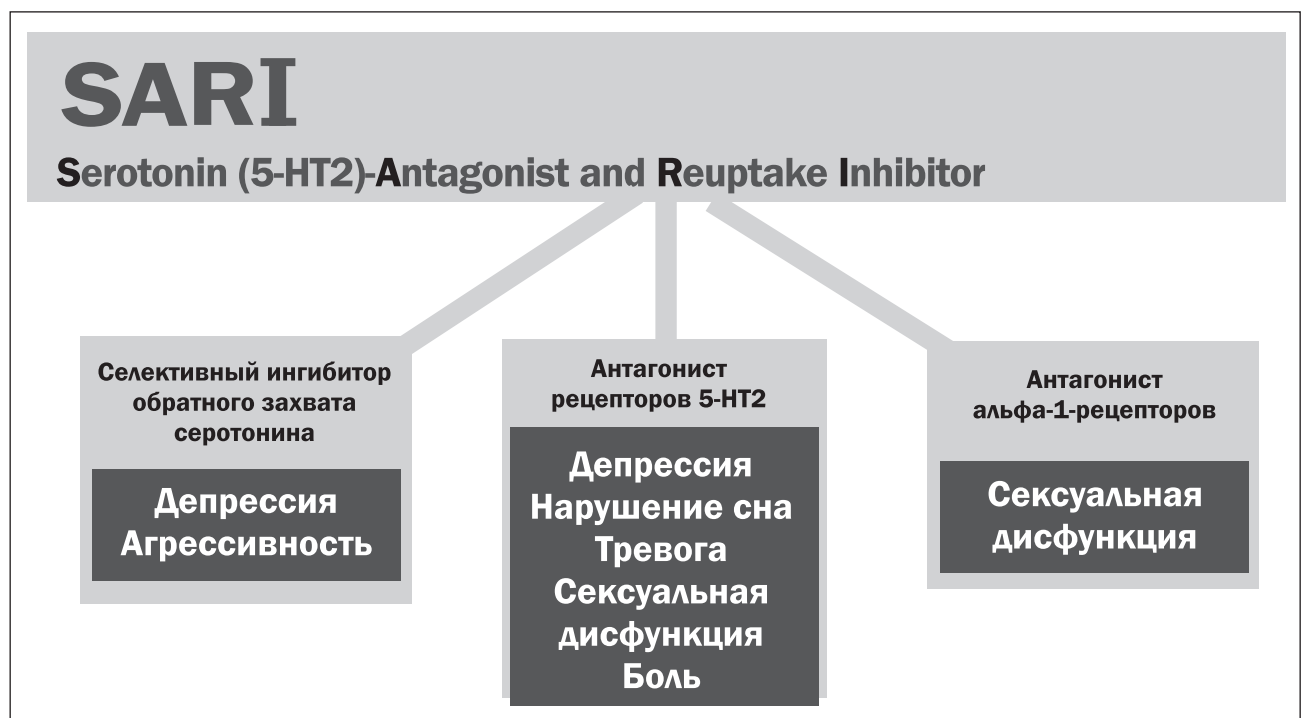 SARI
Serotonin (5-HT2)-Antagonist and Reuptake Inhibitor
Селективный ингибитор
обратного захвата
серотонина
Депрессия
Агрессивность
Антагонист
рецепторов 5-НТ2
Депрессия
Нарушение сна
Тревога
Сексуальная
дисфункция
Боль
Антагонист
альфа-1-рецепторов
Сексуальная
дисфункция